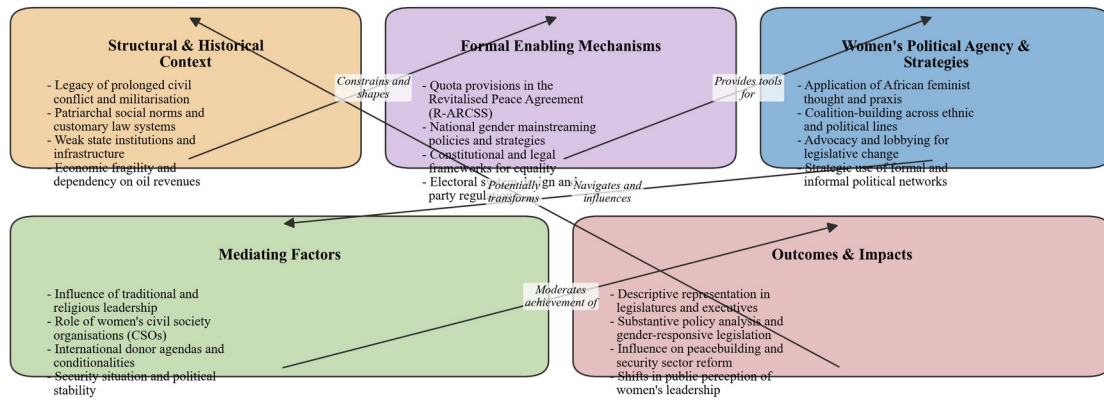 Structural & Historical
Context
- Legacy of prolonged civil
conflict and militarisation
- Patriarchal social norms and
customary law systems
- Weak state institutions and
infrastructure
- Economic fragility and
dependency on oil revenues
Constrains and
shapes
Formal Enabling Mechanisms
- Quota provisions in the
Revitalised Peace Agreement
(R-ARCSS)
- National gender mainstreaming
policies and strategies
- Constitutional and legal
frameworks for equality
- Electoral design and
party
Provides tools
for
Women's Political Agency &
Strategies
- Application of African feminist
thought and praxis
- Coalition-building across ethnic
and political lines
- Advocacy and lobbying for
legislative change
- Strategic use of formal and
informal political networks
Potentially
transforms
Navigates and
influences
Mediating Factors
- Influence of traditional and
religious leadership
- Role of women's civil society
organisations (CSOs)
- International donor agendas and
conditionalities
- Security situation and political
stability
Moderates
achievement of
Outcomes & Impacts
- Descriptive representation in
legislatures and executives
- Substantive policy analysis and
gender-responsive legislation
- Influence on peacebuilding and
security sector reform
- Shifts in public perception of
women's leadership